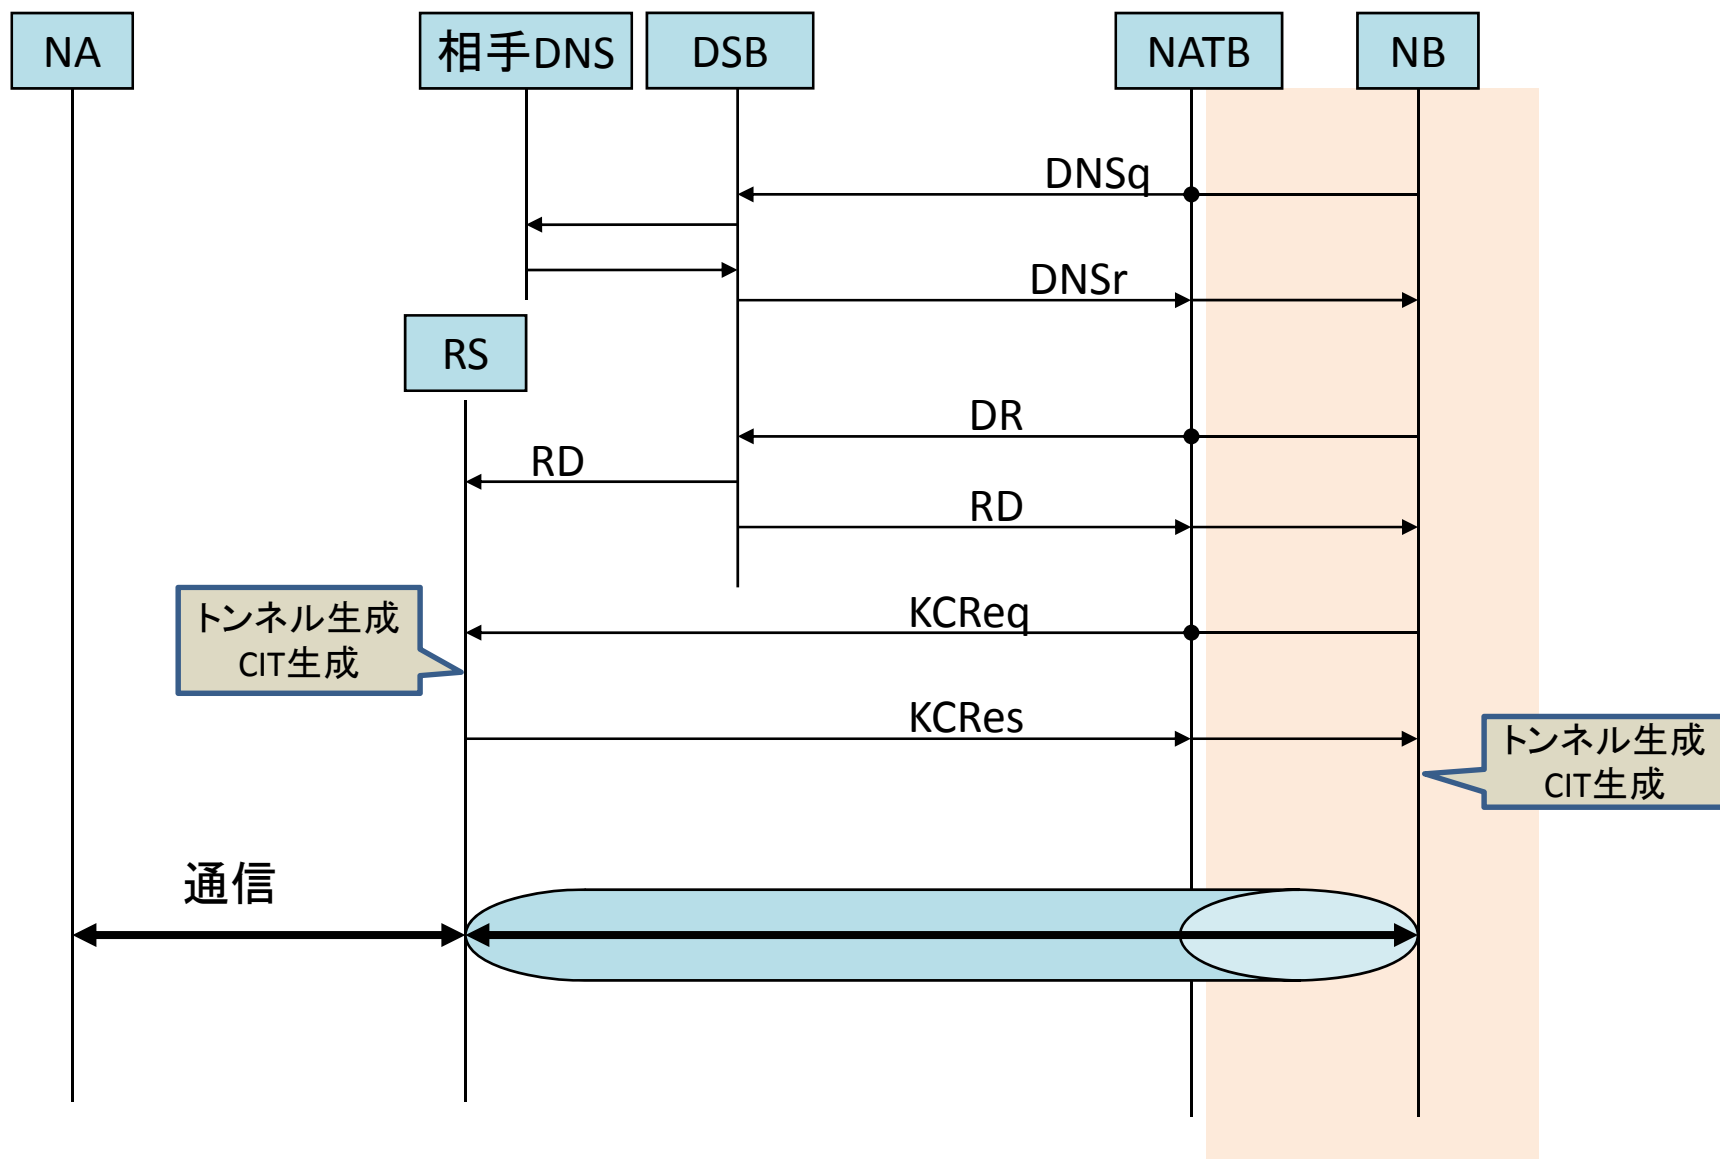 NA
相手DNS
DSB
NATB
NB
DNSq
DNSr
RS
DR
RD
RD
トンネル生成
CIT生成
KCReq
KCRes
トンネル生成
CIT生成
通信